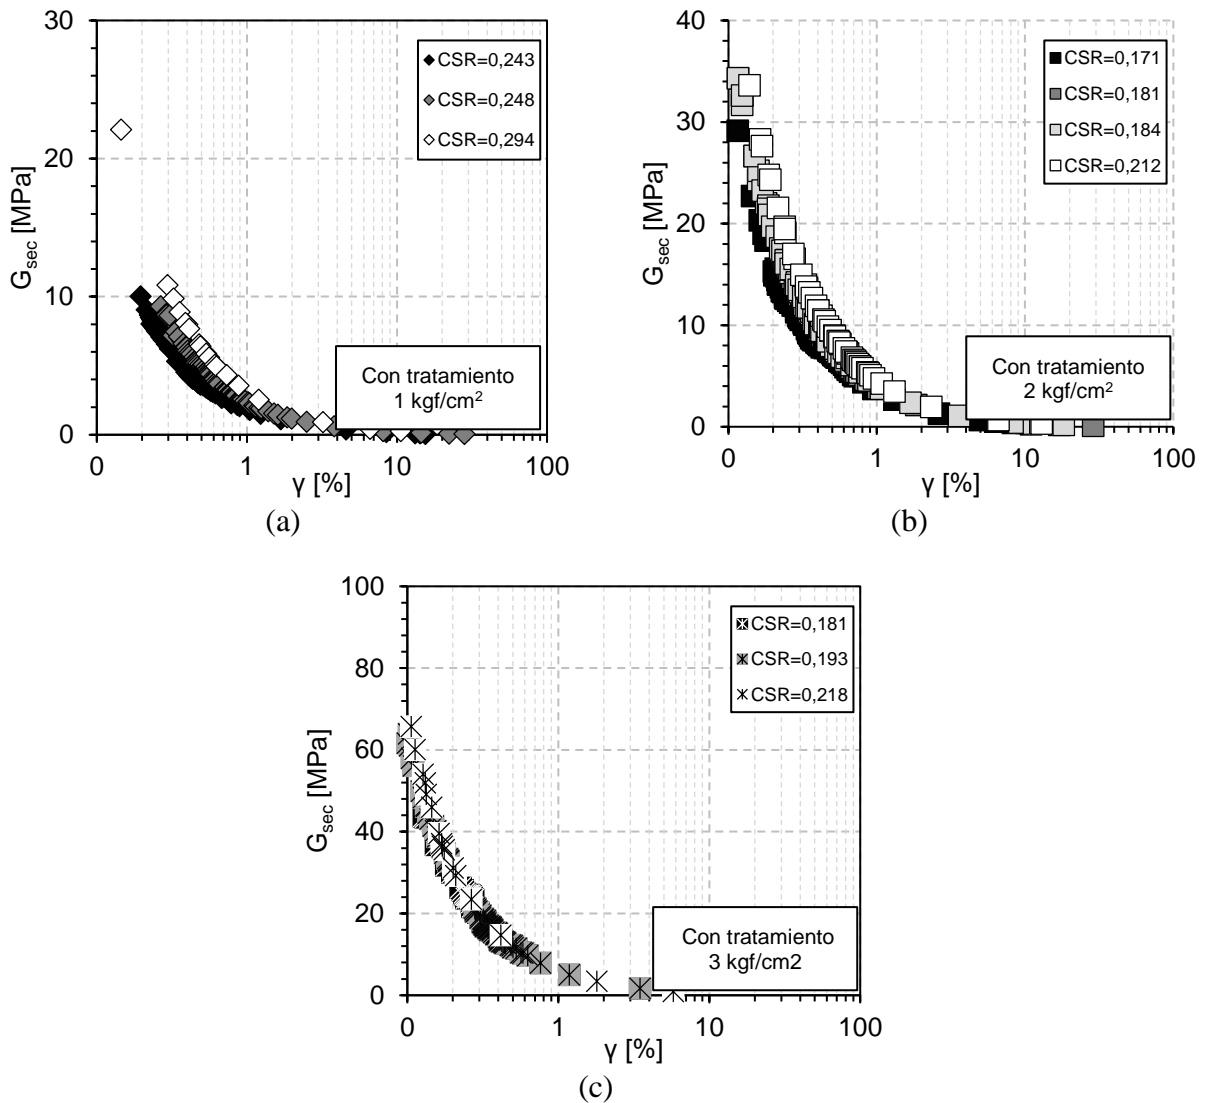 30
20
10
0
G_sec [MPa]
CSR=0,243
CSR=0,248
CSR=0,294
Con tratamiento
1 kgf/cm²
0 1 10 100
γ [%]
(a)
40
30
20
10
0
G_sec [MPa]
CSR=0,171
CSR=0,181
CSR=0,184
CSR=0,212
Con tratamiento
2 kgf/cm²
0 1 10 100
γ [%]
(b)
100
80
60
40
20
0
G_sec [MPa]
CSR=0,181
CSR=0,193
CSR=0,218
Con tratamiento
3 kgf/cm2
0 1 10 100
γ [%]
(c)